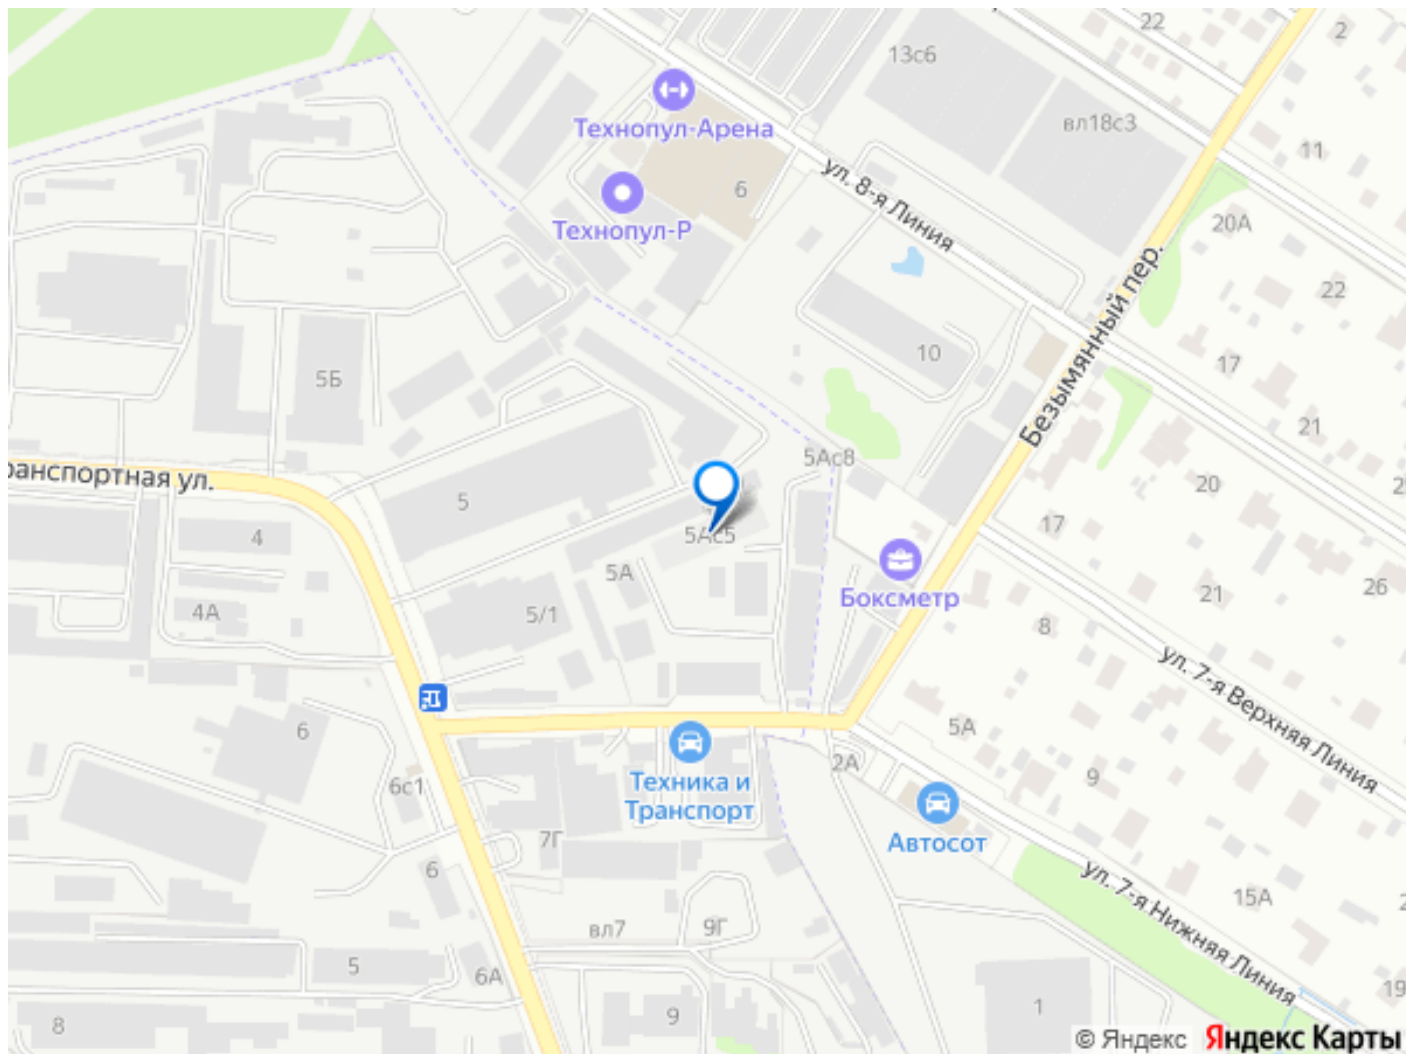 22
2
13с6
вл18с3
Технопул-Арена
11
ул. 8-я Линия
6
Технопул-Р
20А
Безымянный пер.
22
10
17
5Б
21
5Ас8
ранспортная ул.
20
5
17
4
5Ас5
5А
Боксметр
26
21
4А
5/1
8
ул. 7-я Верхняя Линия
6
5А
2А
9
Техника и
Транспорт
6с1
Автосот
7Г
6
ул. 7-я Нижняя Линия
15А
вл7
9Г
5
6А
19
1
8
9
© Яндекс Яндекс Карты